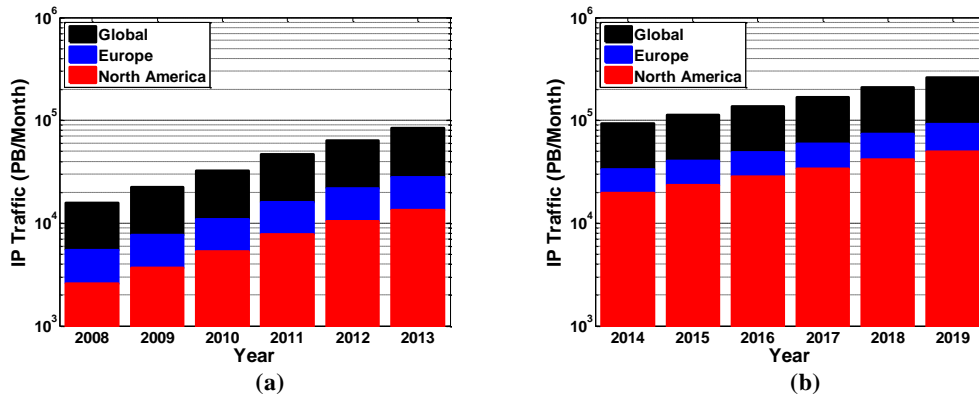 10^6
10^5
10^4
10^3
IP Traffic (PB/Month)
Global
Europe
North America
2008 2009 2010 2011 2012 2013
Year
(a)
10^6
10^5
10^4
10^3
IP Traffic (PB/Month)
Global
Europe
North America
2014 2015 2016 2017 2018 2019
Year
(b)